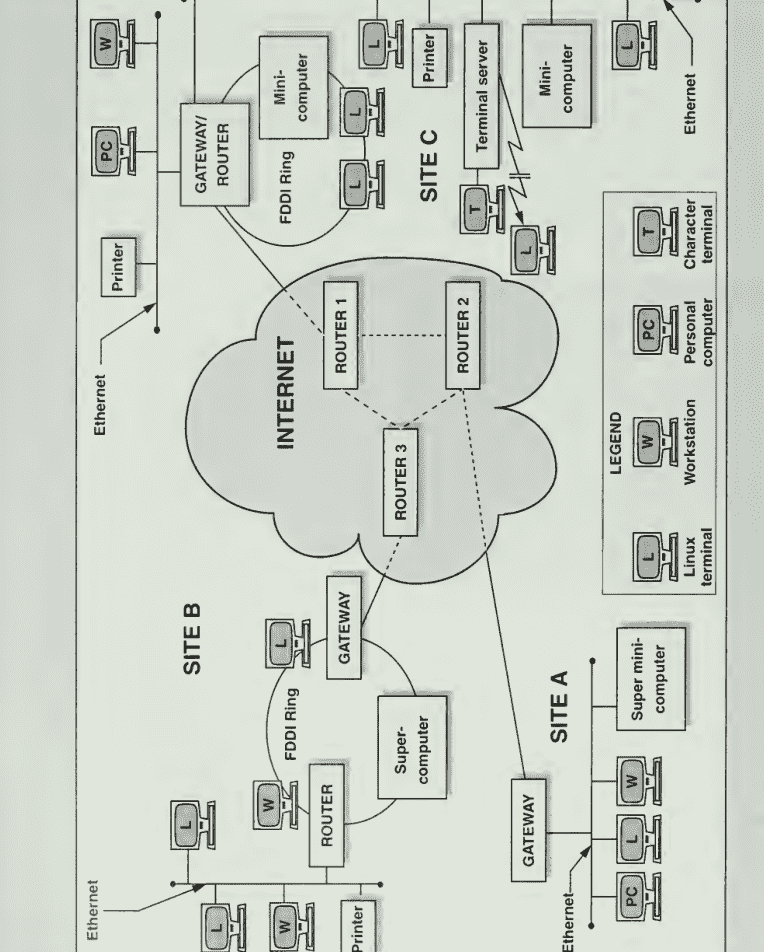 W
L
Printer
Terminal server
Mini-
computer
L
Ethernet
PC
GATEWAY/
ROUTER
Mini-
computer
L
L
FDDI Ring
SITE C
T
L
Printer
Ethernet
INTERNET
ROUTER 1
ROUTER 2
ROUTER 3
LEGEND
L
Linux
terminal
W
Workstation
PC
Personal
computer
T
Character
terminal
SITE B
L
GATEWAY
FDDI Ring
Super-
computer
W
ROUTER
L
Ethernet
L
W
Printer
SITE A
Super mini-
computer
GATEWAY
W
L
PC
Ethernet